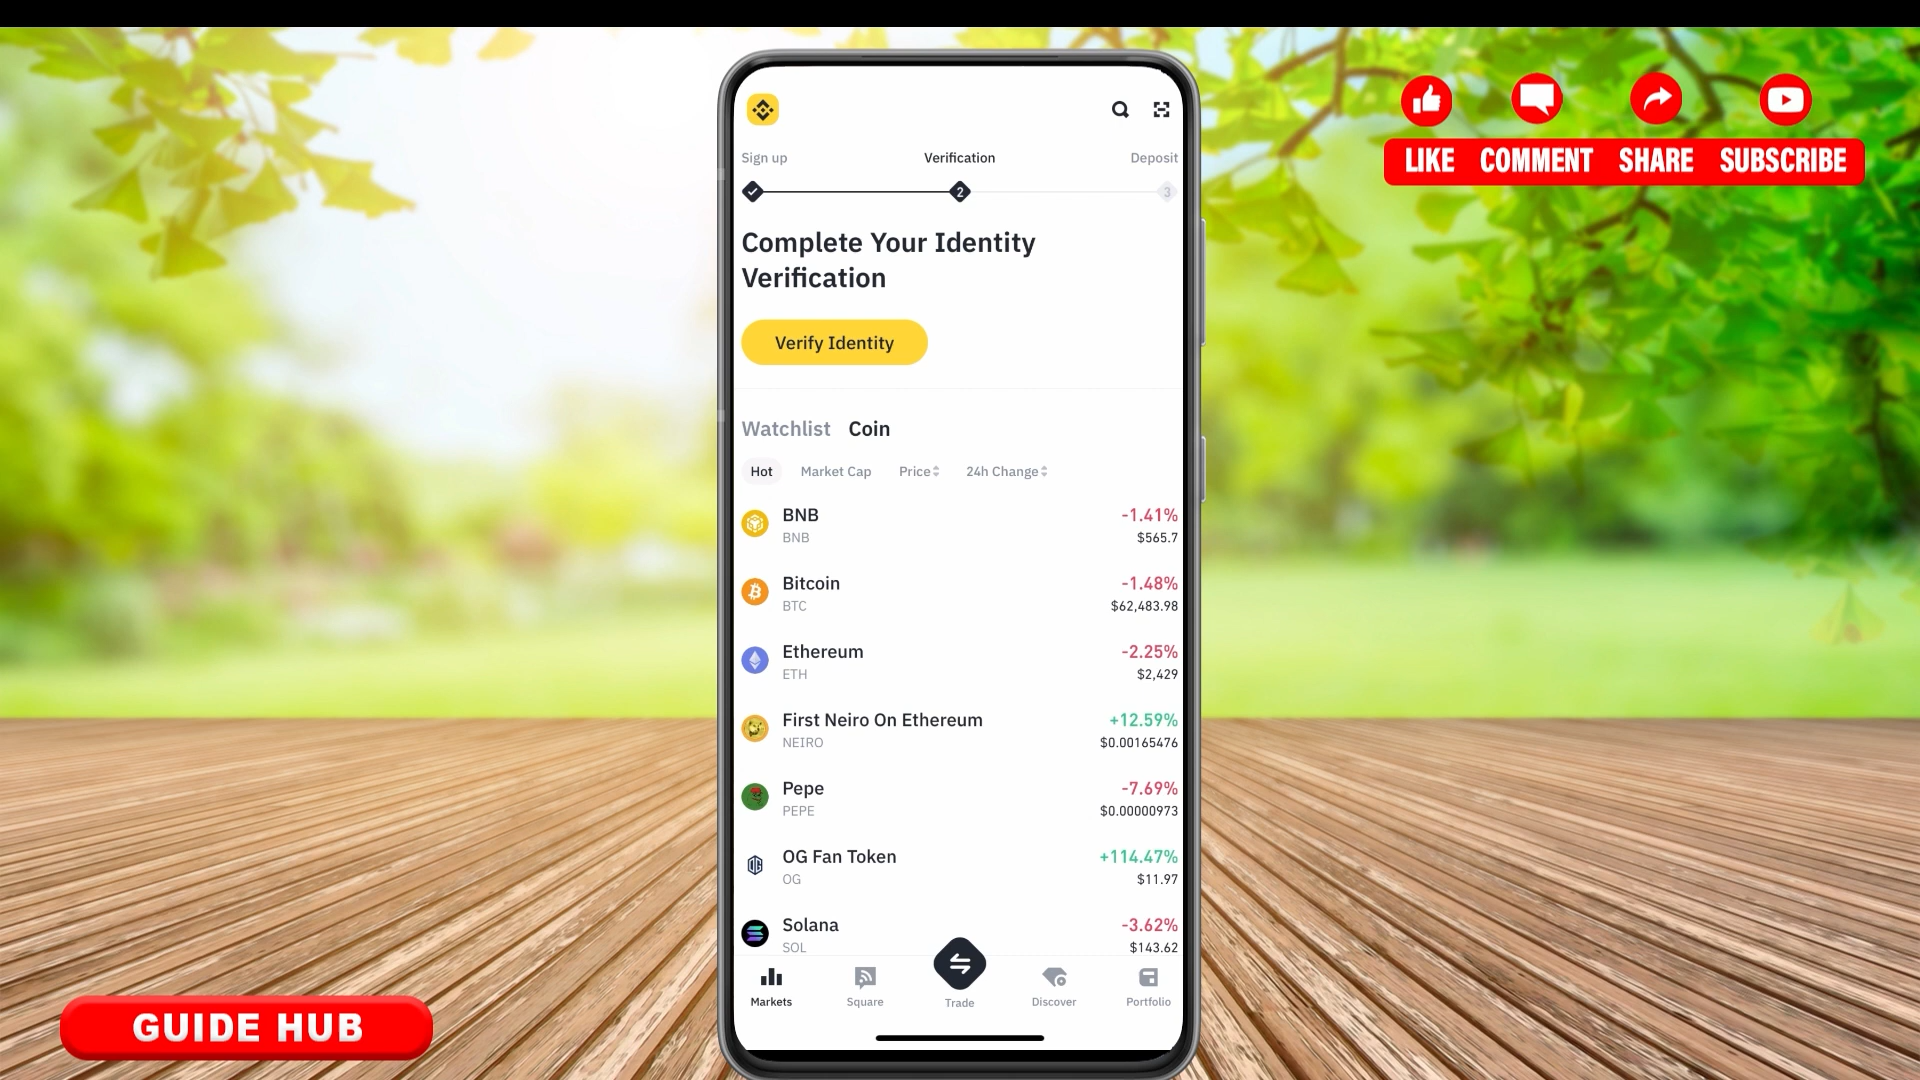 LIKE COMMENT SHARE SUBSCRIBE
Sign up Verification Deposit
2 3
Complete Your Identity
Verification
Verify Identity
Watchlist Coin
Hot Market Cap Price 24h Change
BNB -1.41%
BNB $565.7
Bitcoin -1.48%
BTC $62,483.98
Ethereum -2.25%
ETH $2,429
First Neiro On Ethereum +12.59%
NEIRO $0.00165476
Pepe -7.69%
PEPE $0.00000973
OG Fan Token +114.47%
OG $11.97
Solana -3.62%
SOL $143.62
Markets Square Trade Discover Portfolio
GUIDE HUB